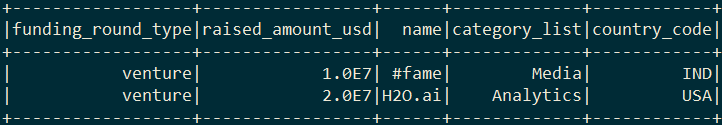 +------------------+-----------------+------+-------------+------------+
|funding_round_type|raised_amount_usd|  name|category_list|country_code|
+------------------+-----------------+------+-------------+------------+
|           venture|            1.0E7| #fame|        Media|         IND|
|           venture|            2.0E7|H2O.ai|    Analytics|         USA|
+------------------+-----------------+------+-------------+------------+